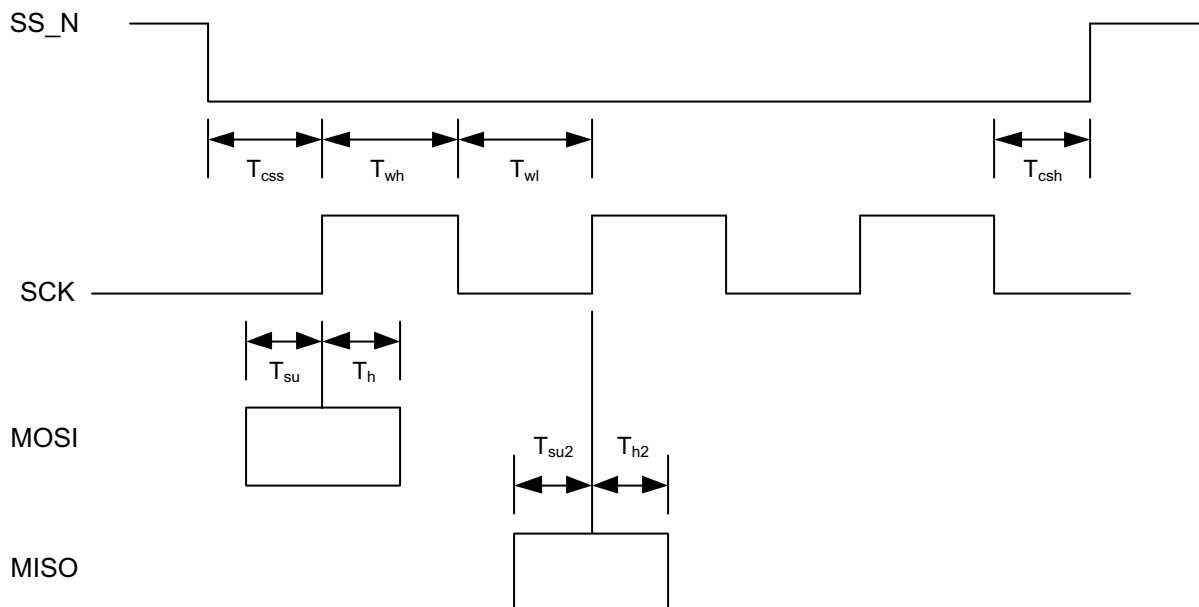 SS_N
Tcss
Twh
Twl
Tcsh
SCK
Tsu
Th
MOSI
Tsu2
Th2
MISO